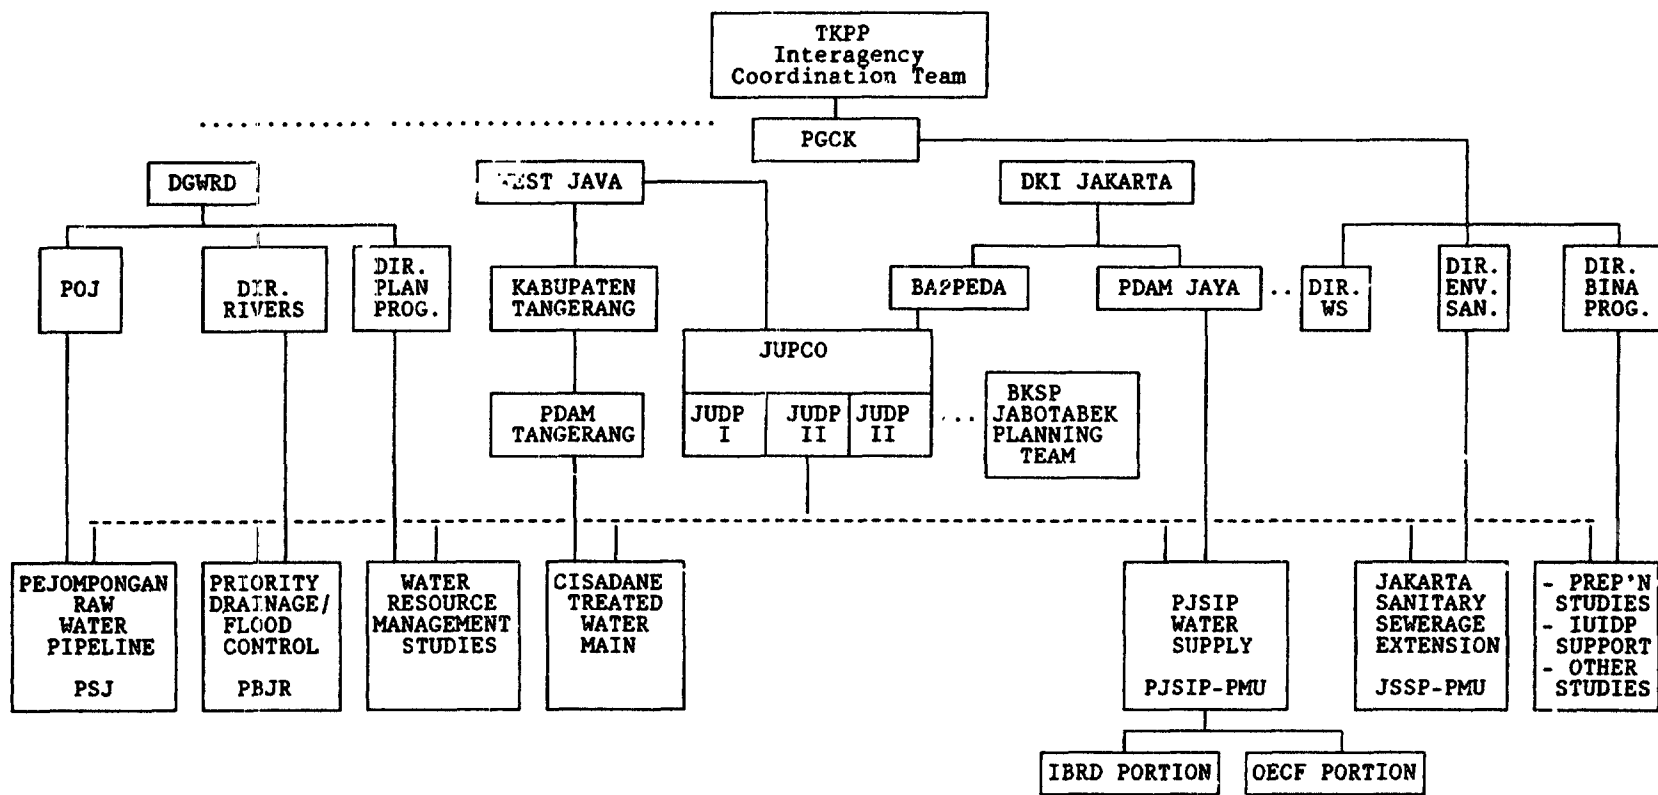 TKPP
Interagency
Coordination Team
PGCK
DGWRD
WEST JAVA
DKI JAKARTA
POJ
DIR.
RIVERS
DIR.
PLAN
PROG.
KABUPATEN
TANGERANG
BA2PEDA
PDAM JAYA
DIR.
WS
DIR.
ENV.
SAN.
DIR.
BINA
PROG.
JUPCO
PDAM
TANGERANG
JUDP
I
JUDP
II
JUDP
II
BKSP
JABOTABEK
PLANNING
TEAM
PEJOMPONGAN
RAW
WATER
PIPELINE
PSJ
PRIORITY
DRAINAGE/
FLOOD
CONTROL
PBJR
WATER
RESOURCE
MANAGEMENT
STUDIES
CISADANE
TREATED
WATER
MAIN
PJSIP
WATER
SUPPLY
PJSIP-PMU
JAKARTA
SANITARY
SEWERAGE
EXTENSION
JSSP-PMU
- PREP'N
STUDIES
- IUIDP
SUPPORT
- OTHER
STUDIES
IBRD PORTION
OECF PORTION